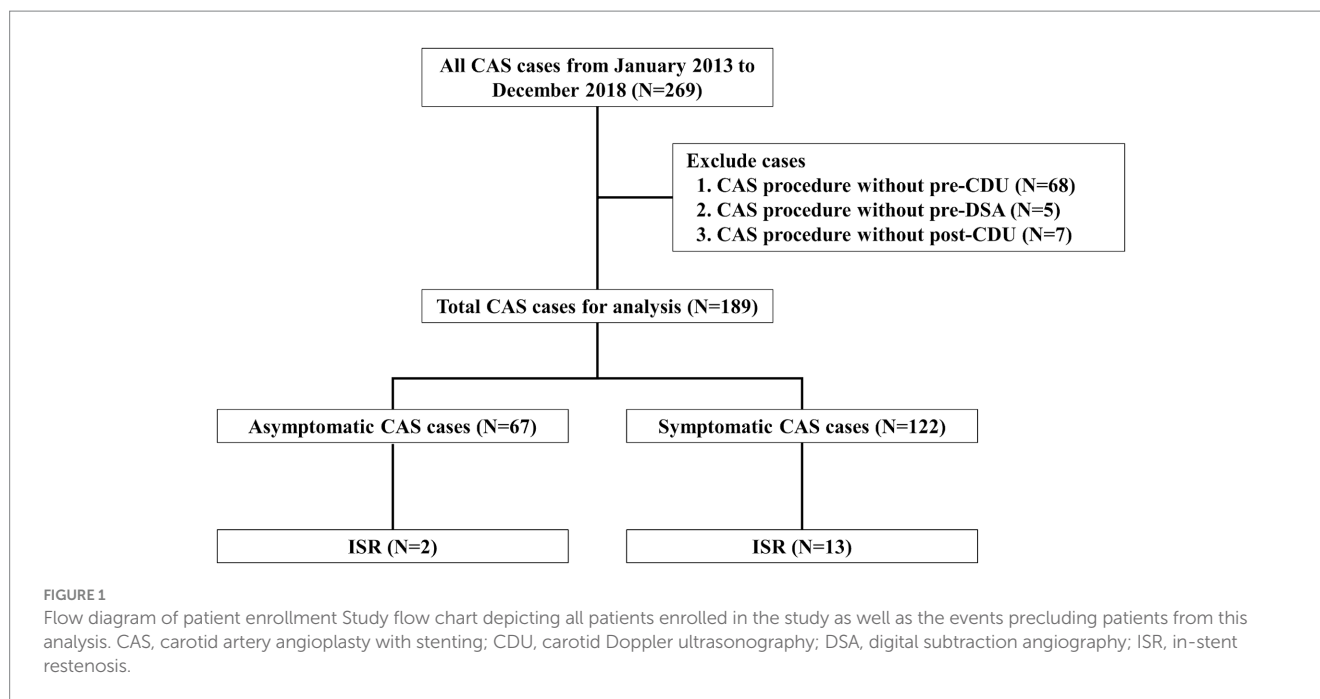 All CAS cases from January 2013 to
December 2018 (N=269)
Exclude cases
1. CAS procedure without pre-CDU (N=68)
2. CAS procedure without pre-DSA (N=5)
3. CAS procedure without post-CDU (N=7)
Total CAS cases for analysis (N=189)
Asymptomatic CAS cases (N=67)
Symptomatic CAS cases (N=122)
ISR (N=2)
ISR (N=13)
FIGURE 1
Flow diagram of patient enrollment Study flow chart depicting all patients enrolled in the study as well as the events precluding patients from this
analysis. CAS, carotid artery angioplasty with stenting; CDU, carotid Doppler ultrasonography; DSA, digital subtraction angiography; ISR, in-stent
restenosis.